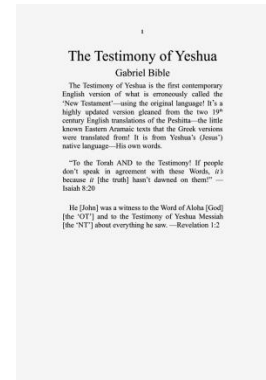 1
The Testimony of Yeshua
Gabriel Bible
The Testimony of Yeshua is the first contemporary
English version of what is erroneously called the
‘New Testament’—using the original language! It’s a
highly updated version gleaned from the two 19th
century English translations of the Peshitta—the little
known Eastern Aramaic texts that the Greek versions
were translated from! It is from Yeshua’s (Jesus’)
native language—His own words.
“To the Torah AND to the Testimony! If people
don’t speak in agreement with these Words, it’s
because it [the truth] hasn’t dawned on them!” —
Isaiah 8:20
He [John] was a witness to the Word of Aloha [God]
[the ‘OT’] and to the Testimony of Yeshua Messiah
[the ‘NT’] about everything he saw. —Revelation 1:2